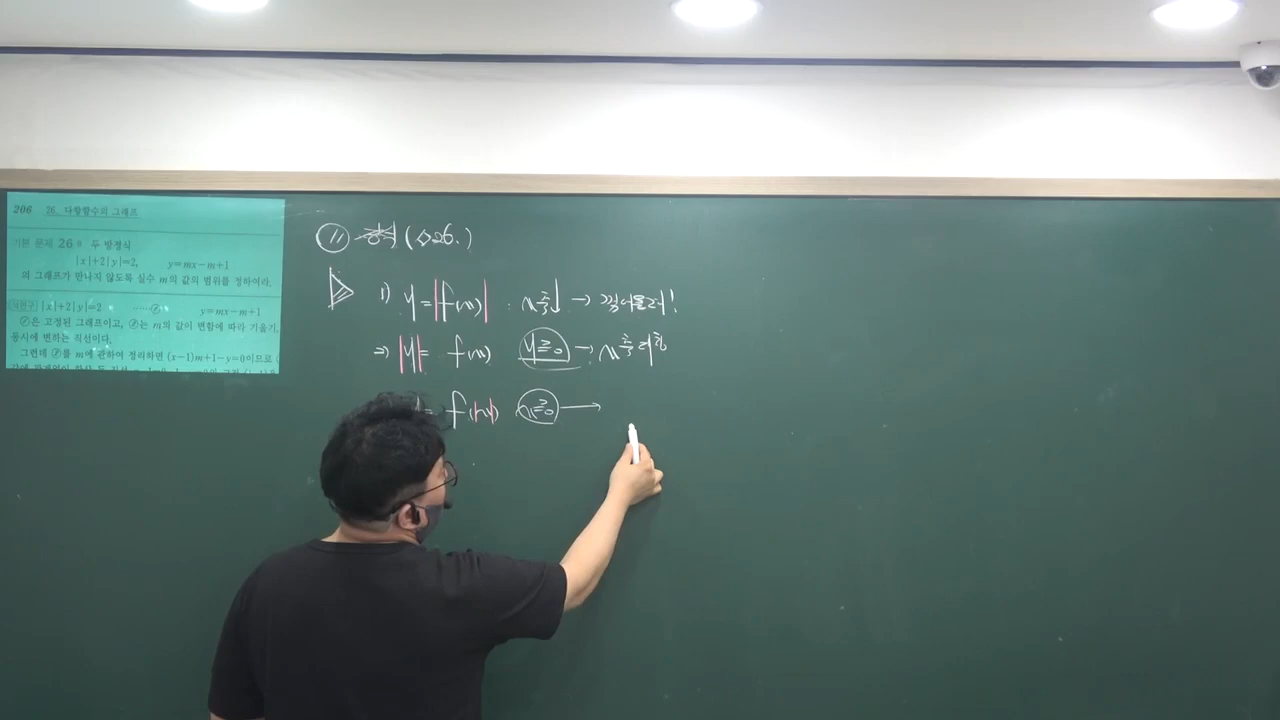 206 26. 다항함수의 그래프
기본 문제 26- 두 방정식
|x|+2|y|=2, y=mx-m+1
의 그래프가 만나지 않도록 실수 m의 값의 범위를 정하여라.
|x|+2|y|=2 ······㉮ y=mx-m+1
㉮은 고정된 그래프이고, ㉯는 m의 값이 변함에 따라 기울기
동시에 변하는 직선이다.
그런데 ㉯를 m에 관하여 정리하면 (x-1)m+1-y=0이므로
⑪ (◇26.)
▷ 1) y=|f(x)| : x축↓ → 꺾어올려!
⇒ |y|= f(x) y≥0 → x축 대칭
= f(|x|) x≥0 →